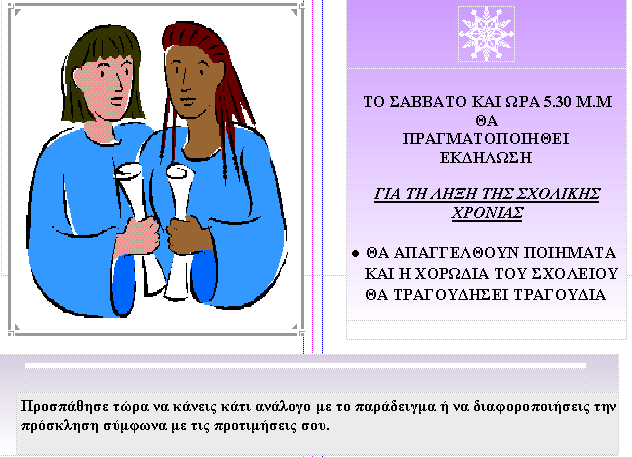 ΤΟ ΣΑΒΒΑΤΟ ΚΑΙ ΩΡΑ 5.30 Μ.Μ
ΘΑ
ΠΡΑΓΜΑΤΟΠΟΙΗΘΕΙ
ΕΚΔΗΛΩΣΗ
ΓΙΑ ΤΗ ΛΗΞΗ ΤΗΣ ΣΧΟΛΙΚΗΣ
ΧΡΟΝΙΑΣ
● ΘΑ ΑΠΑΓΓΕΛΘΟΥΝ ΠΟΙΗΜΑΤΑ
ΚΑΙ Η ΧΟΡΩΔΙΑ ΤΟΥ ΣΧΟΛΕΙΟΥ
ΘΑ ΤΡΑΓΟΥΔΗΣΕΙ ΤΡΑΓΟΥΔΙΑ
Προσπάθησε τώρα να κάνεις κάτι ανάλογο με το παράδειγμα ή να διαφοροποιήσεις την
πρόσκληση σύμφωνα με τις προτιμήσεις σου.